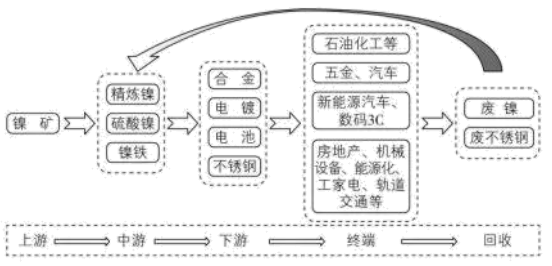 镍 矿
精炼镍
硫酸镍
镍铁
合 金
电 镀
电 池
不锈钢
石油化工等
五金、汽车
新能源汽车、
数码3C
房地产、机械
设备、能源化、
工家电、轨道
交通等
废 镍
废不锈钢
上游 中游 下游 终端 回收